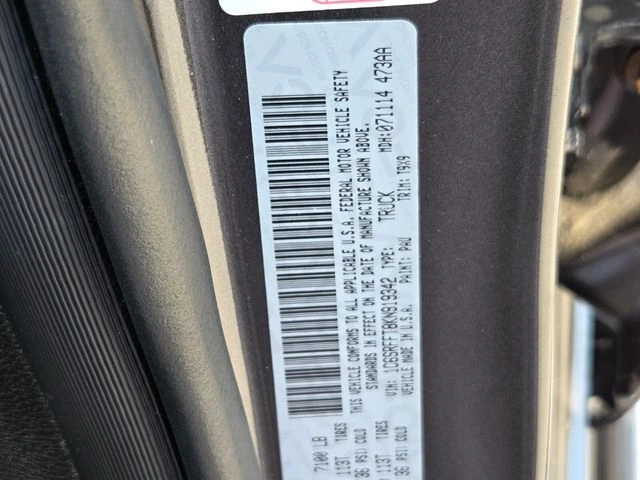 7100 LB
113T TIRES
36 PSI COLD
113T TIRES
36 PSI COLD
THIS VEHICLE CONFORMS TO ALL APPLICABLE U.S.A. FEDERAL MOTOR VEHICLE SAFETY
STANDARDS IN EFFECT ON THE DATE OF MANUFACTURE SHOWN ABOVE.
VIN: 1C6SRFFT8KN919342 TYPE: TRUCK MDH: 071114 473AA
VEHICLE MADE IN U.S.A. PAINT: PAU TRIM: T9X9